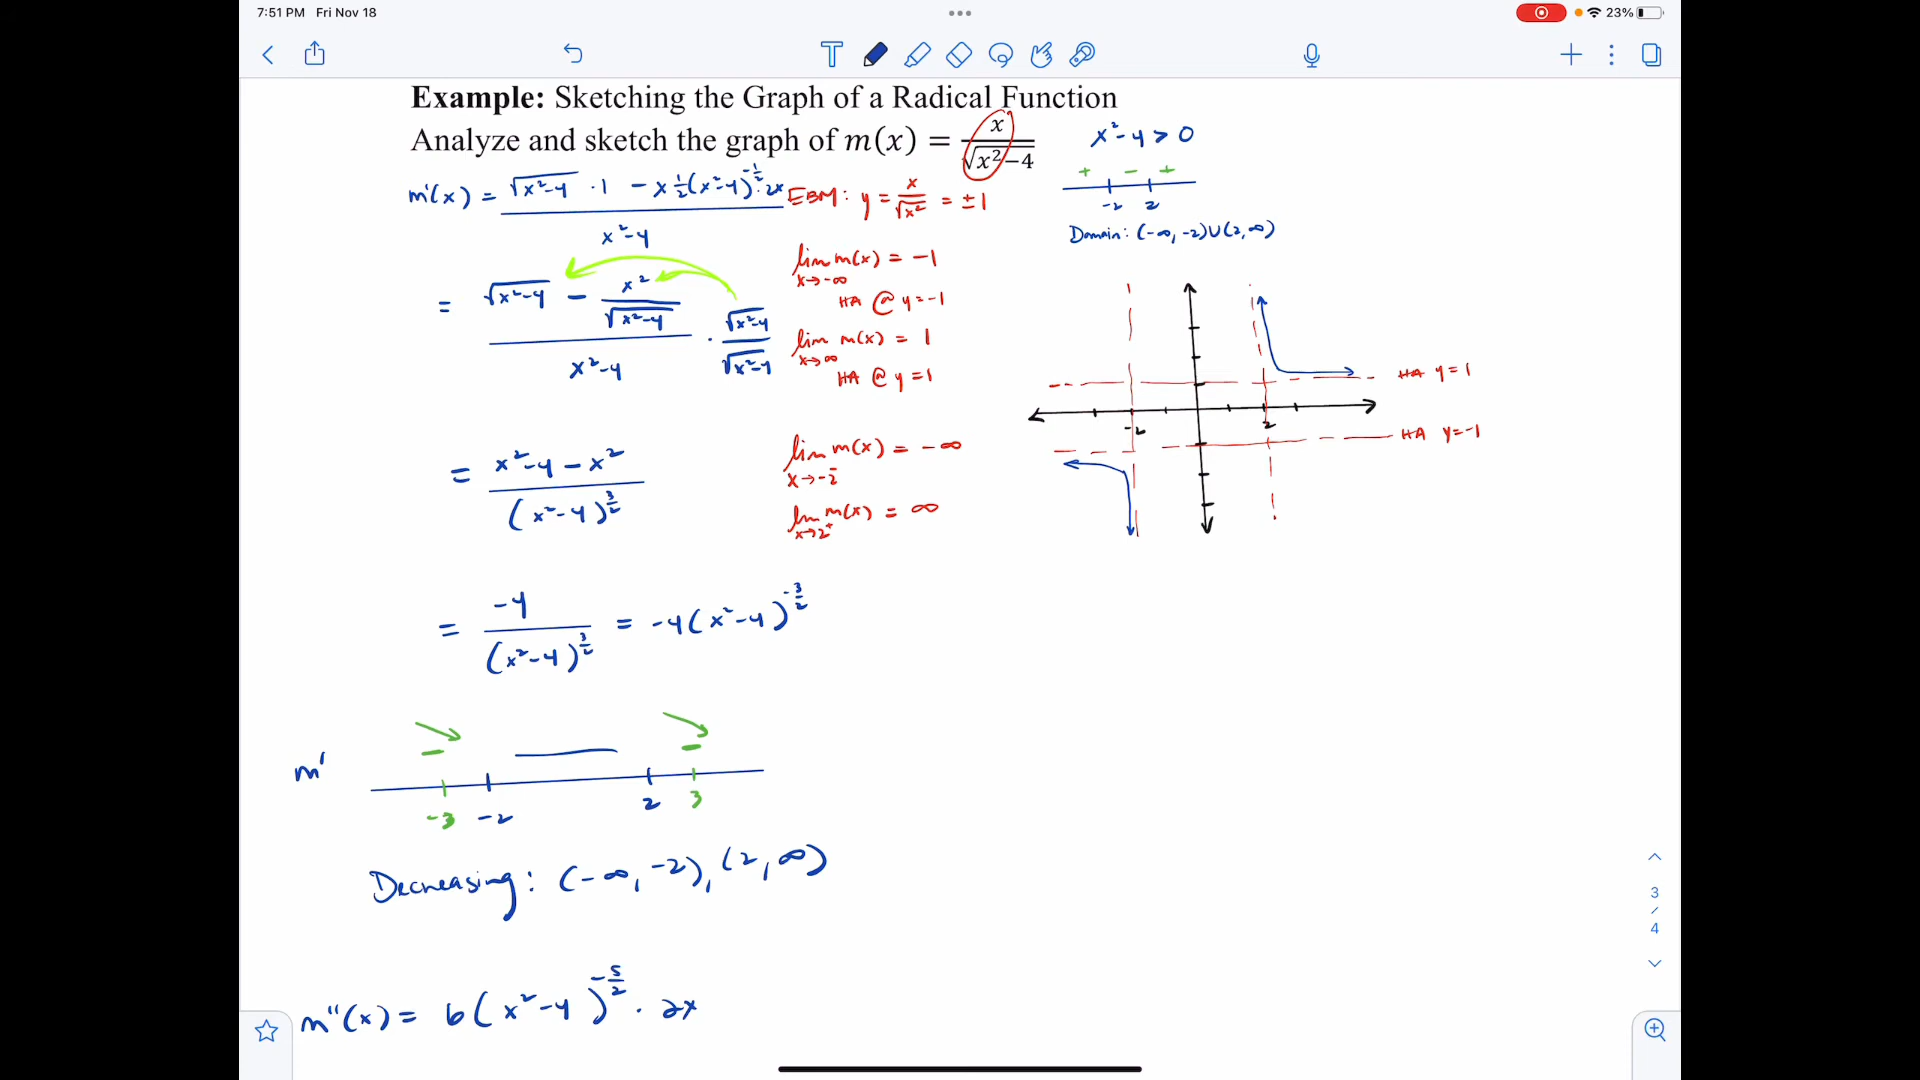 7:51 PM Fri Nov 18
23%
Example: Sketching the Graph of a Radical Function
Analyze and sketch the graph of m(x) = x/√(x²−4)
x²−4 > 0
+ − +
−2 2
Domain: (−∞, −2)∪(2, ∞)
m'(x) = (√(x²−4) · 1 − x ½(x²−4)^(−1/2) · 2x)/(x²−4)
= (√(x²−4) − x²/√(x²−4))/(x²−4) · √(x²−4)/√(x²−4)
= (x²−4−x²)/(x²−4)^(3/2)
= −4/(x²−4)^(3/2) = −4(x²−4)^(−3/2)
EBM: y = x/√x² = ±1
lim x→−∞ m(x) = −1
HA @ y=−1
lim x→∞ m(x) = 1
HA @ y=1
lim x→−2⁻ m(x) = −∞
lim x→2⁺ m(x) = ∞
HA y=1
−2 2
HA y=−1
m'
− −
−3 −2 2 3
Decreasing: (−∞, −2), (2, ∞)
m''(x) = 6(x²−4)^(−5/2) · 2x
3
/
4